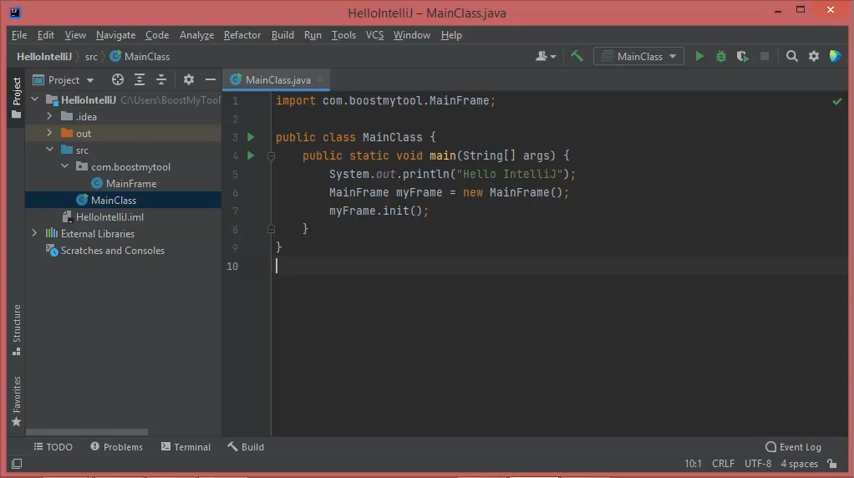 HelloIntelliJ – MainClass.java
File Edit View Navigate Code Analyze Refactor Build Run Tools VCS Window Help
HelloIntelliJ src MainClass
MainClass
Project
MainClass.java
Project
HelloIntelliJ C:\Users\BoostMyTool
.idea
out
src
com.boostmytool
MainFrame
MainClass
HelloIntelliJ.iml
External Libraries
Scratches and Consoles
Structure
Favorites
1 import com.boostmytool.MainFrame;
2
3 public class MainClass {
4 public static void main(String[] args) {
5 System.out.println("Hello IntelliJ");
6 MainFrame myFrame = new MainFrame();
7 myFrame.init();
8 }
9 }
10
TODO Problems Terminal Build Event Log
10:1 CRLF UTF-8 4 spaces